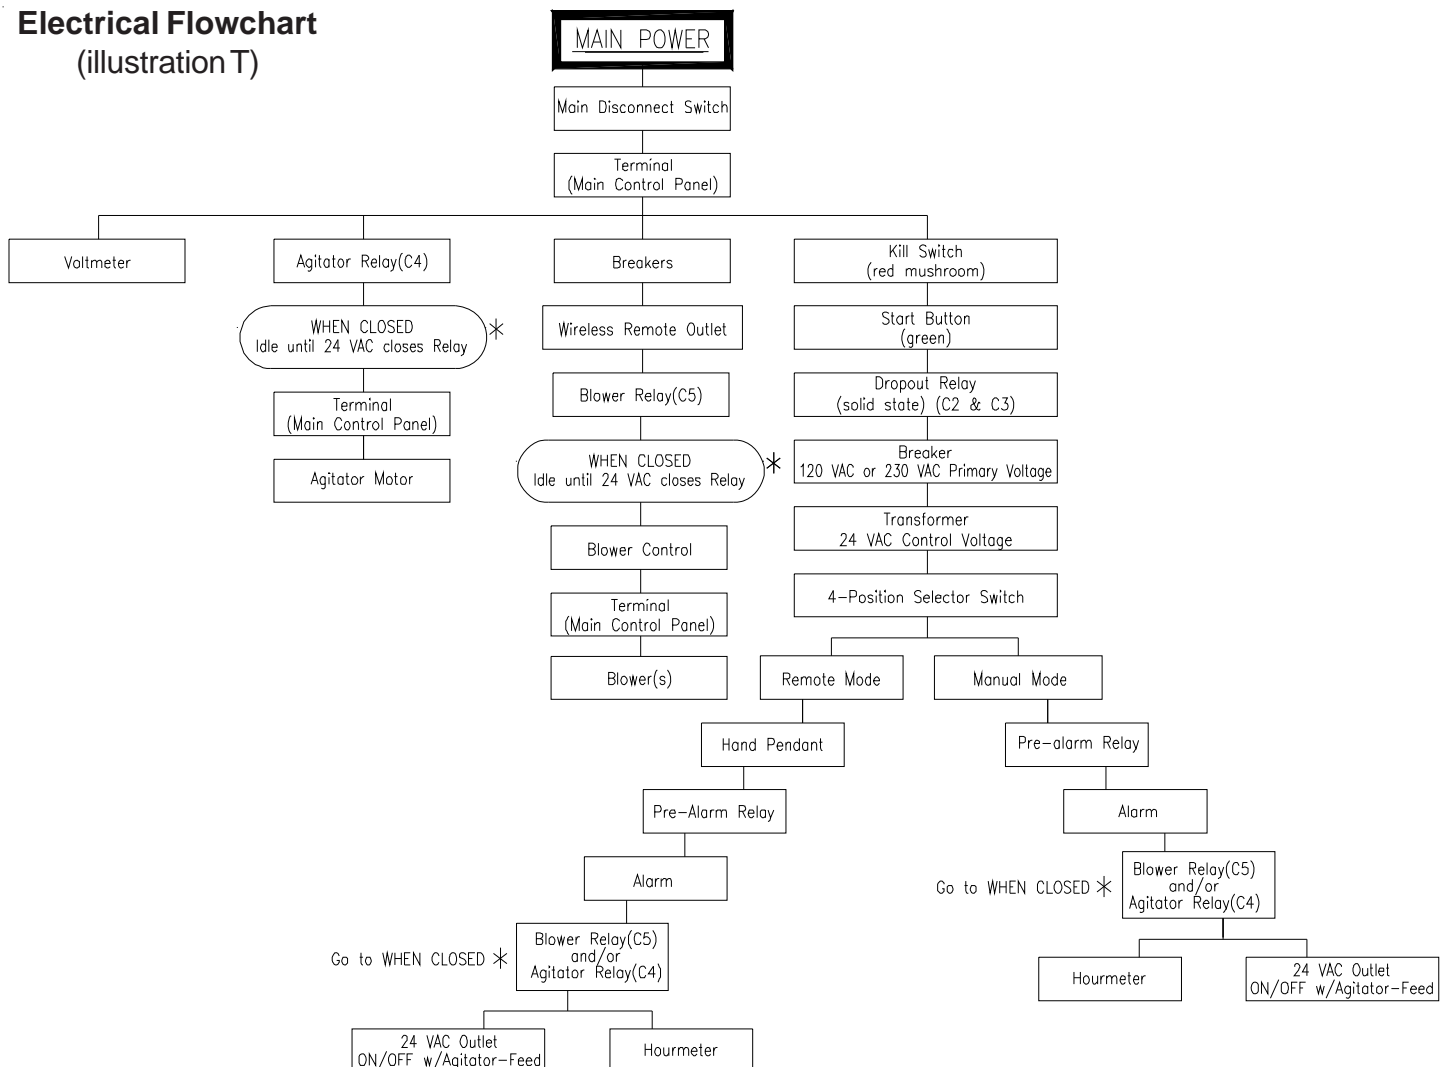 Electrical Flowchart
(illustration T)
MAIN POWER
Main Disconnect Switch
Terminal
(Main Control Panel)
Voltmeter
Agitator Relay(C4)
Breakers
Kill Switch
(red mushroom)
WHEN CLOSED
Idle until 24 VAC closes Relay
Wireless Remote Outlet
Start Button
(green)
Terminal
(Main Control Panel)
Blower Relay(C5)
Dropout Relay
(solid state) (C2 & C3)
Agitator Motor
WHEN CLOSED
Idle until 24 VAC closes Relay
Breaker
120 VAC or 230 VAC Primary Voltage
Blower Control
Transformer
24 VAC Control Voltage
Terminal
(Main Control Panel)
4-Position Selector Switch
Blower(s)
Remote Mode
Manual Mode
Hand Pendant
Pre-alarm Relay
Pre-Alarm Relay
Alarm
Alarm
Go to WHEN CLOSED
Blower Relay(C5)
and/or
Agitator Relay(C4)
Go to WHEN CLOSED
Blower Relay(C5)
and/or
Agitator Relay(C4)
Hourmeter
24 VAC Outlet
ON/OFF w/Agitator-Feed
24 VAC Outlet
ON/OFF w/Agitator-Feed
Hourmeter